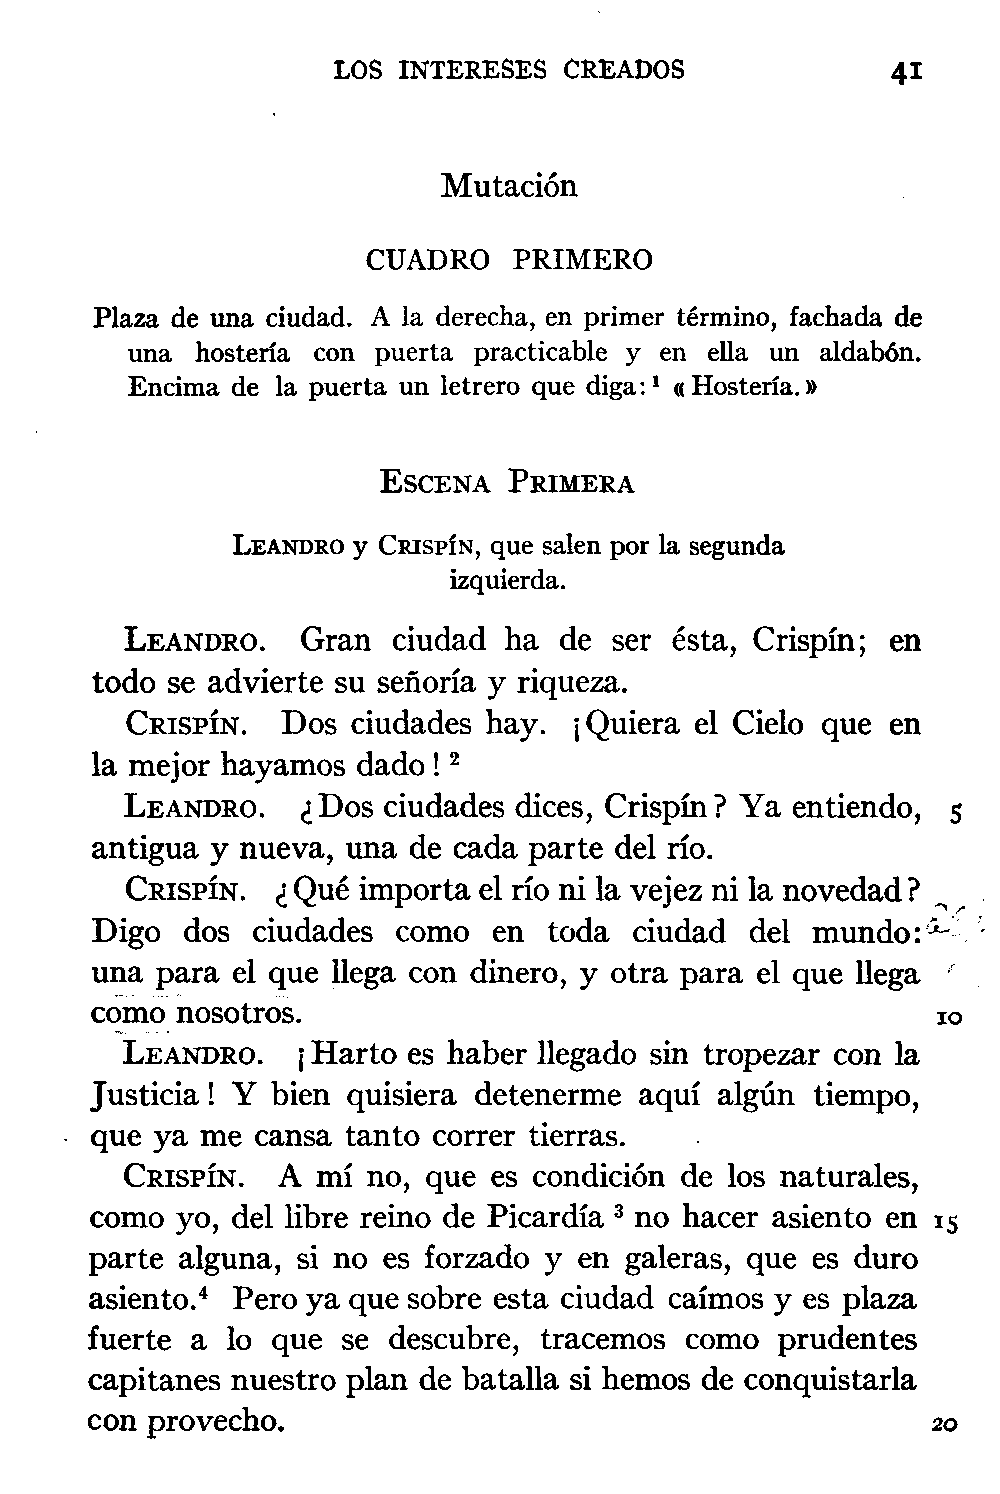 LOS INTERESES CREADOS 41
Mutación
CUADRO PRIMERO
Plaza de una ciudad. A la derecha, en primer término, fachada de
una hostería con puerta practicable y en ella un aldabón.
Encima de la puerta un letrero que diga:¹ « Hostería. »
ESCENA PRIMERA
LEANDRO y CRISPÍN, que salen por la segunda
izquierda.
LEANDRO. Gran ciudad ha de ser ésta, Crispín; en
todo se advierte su señoría y riqueza.
CRISPÍN. Dos ciudades hay. ¡Quiera el Cielo que en
la mejor hayamos dado! ²
LEANDRO. ¿Dos ciudades dices, Crispín? Ya entiendo, 5
antigua y nueva, una de cada parte del río.
CRISPÍN. ¿Qué importa el río ni la vejez ni la novedad?
Digo dos ciudades como en toda ciudad del mundo:
una para el que llega con dinero, y otra para el que llega
como nosotros. 10
LEANDRO. ¡Harto es haber llegado sin tropezar con la
Justicia! Y bien quisiera detenerme aquí algún tiempo,
que ya me cansa tanto correr tierras.
CRISPÍN. A mí no, que es condición de los naturales,
como yo, del libre reino de Picardía ³ no hacer asiento en 15
parte alguna, si no es forzado y en galeras, que es duro
asiento.⁴ Pero ya que sobre esta ciudad caímos y es plaza
fuerte a lo que se descubre, tracemos como prudentes
capitanes nuestro plan de batalla si hemos de conquistarla
con provecho. 20